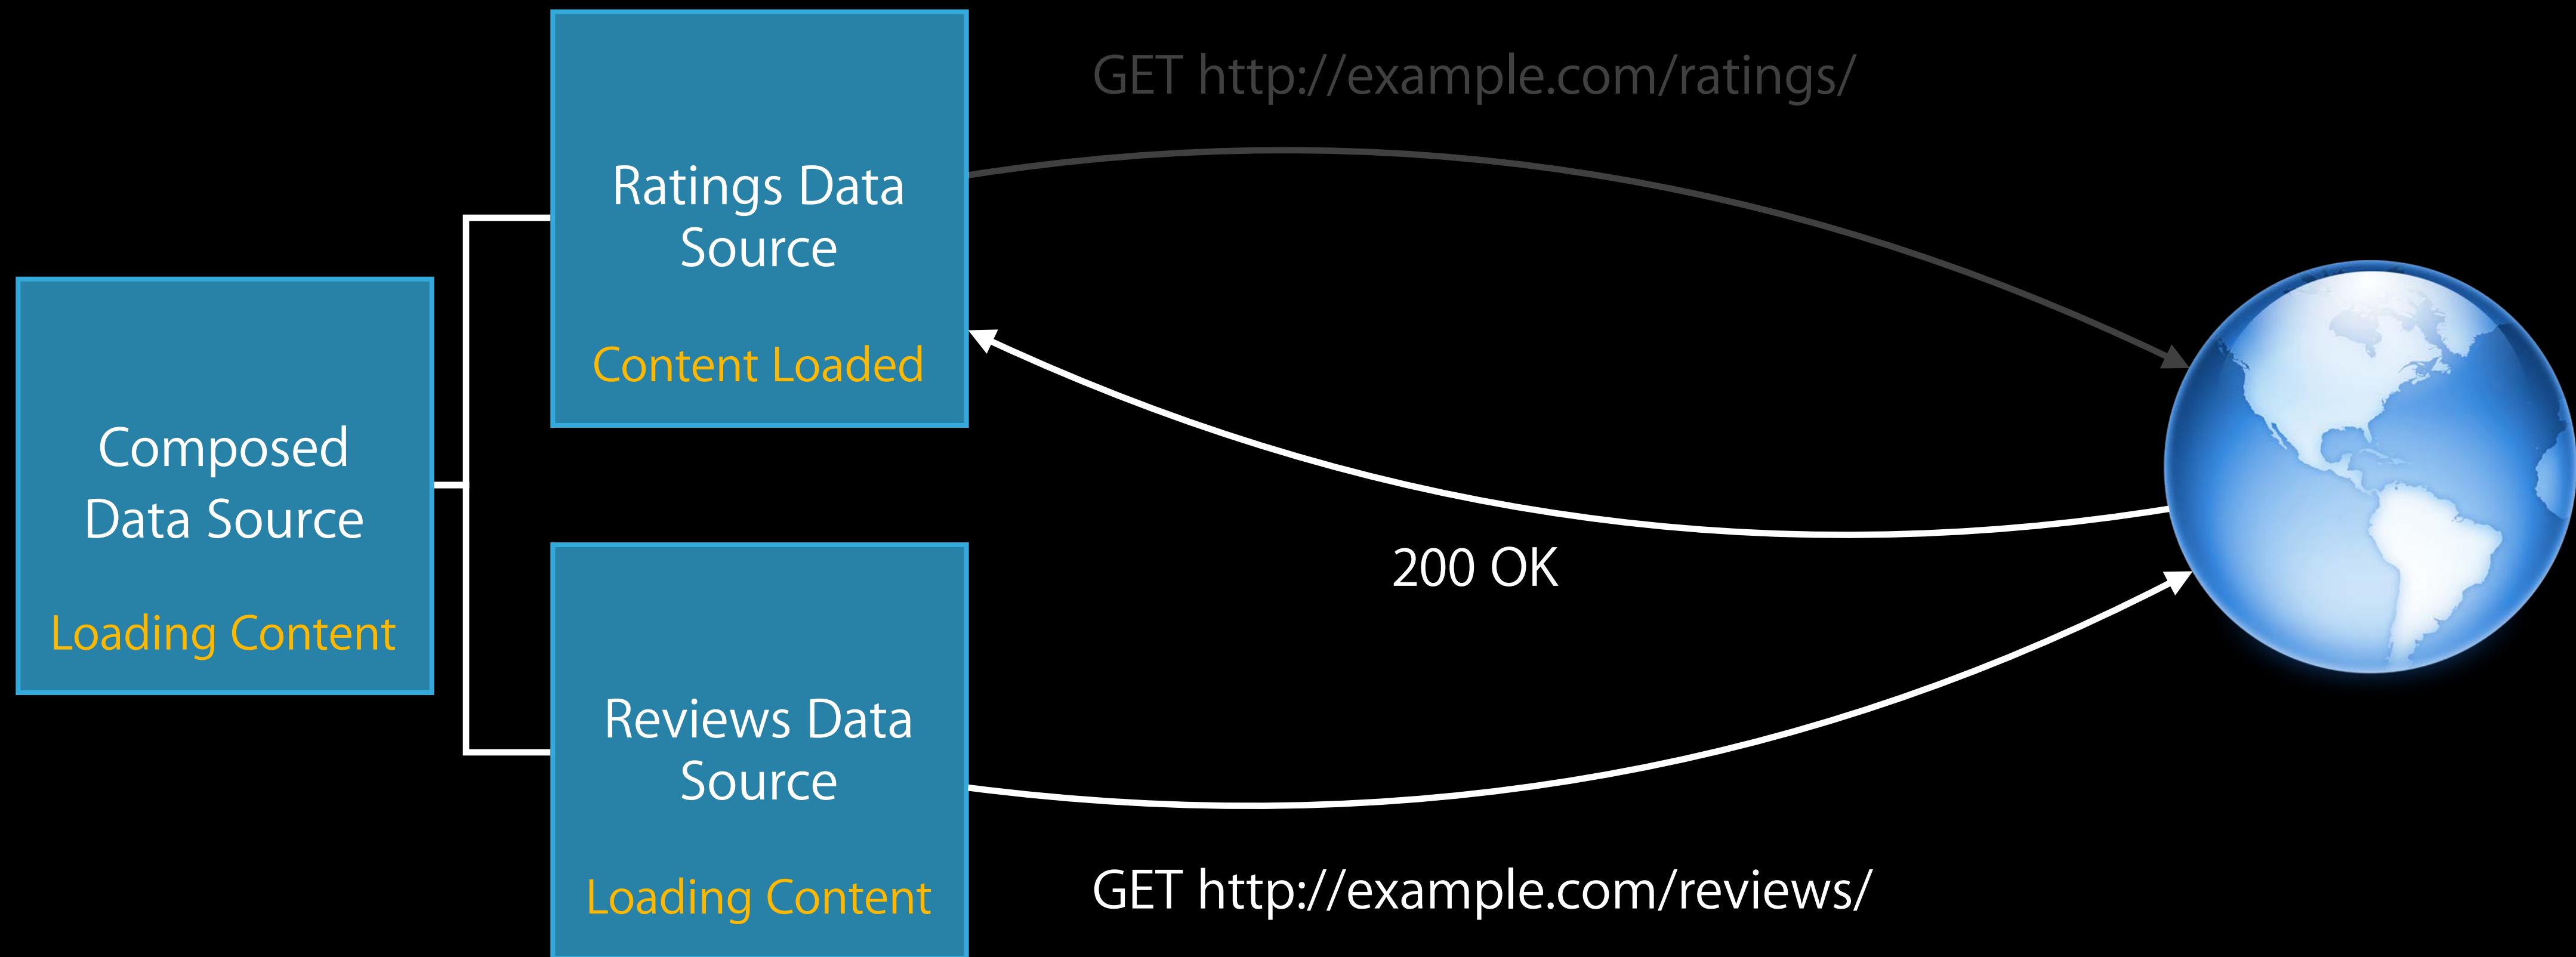 Composed
Data Source
Loading Content
Ratings Data
Source
Content Loaded
Reviews Data
Source
Loading Content
GET http://example.com/ratings/
200 OK
GET http://example.com/reviews/